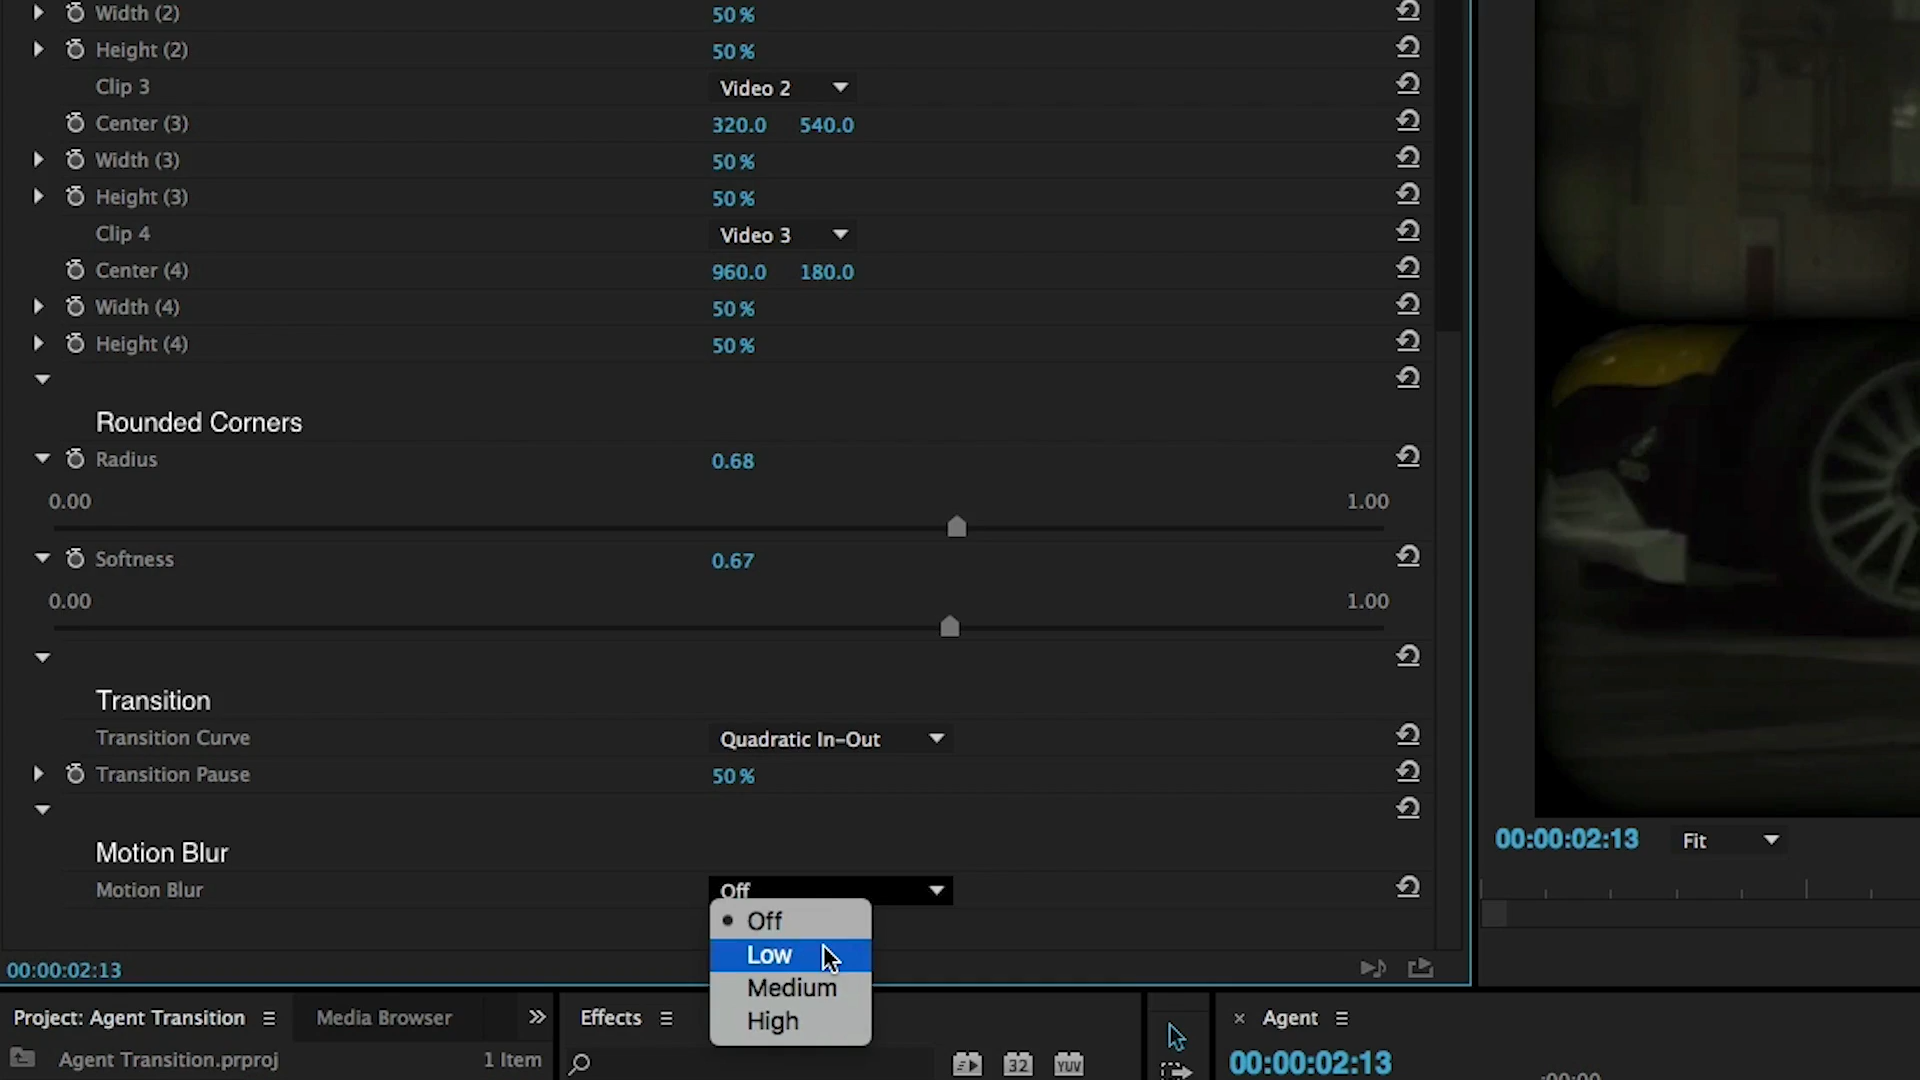 Width (2) 50 %
Height (2) 50 %
Clip 3 Video 2
Center (3) 320.0 540.0
Width (3) 50 %
Height (3) 50 %
Clip 4 Video 3
Center (4) 960.0 180.0
Width (4) 50 %
Height (4) 50 %
Rounded Corners
Radius 0.68
0.00 1.00
Softness 0.67
0.00 1.00
Transition
Transition Curve Quadratic In-Out
Transition Pause 50 %
Motion Blur
Motion Blur Off
Off
Low
Medium
High
00:00:02:13 Fit
00:00:02:13
Project: Agent Transition Media Browser
Agent Transition.prproj 1 Item
Effects
32 YUV
× Agent
00:00:02:13
:00:00